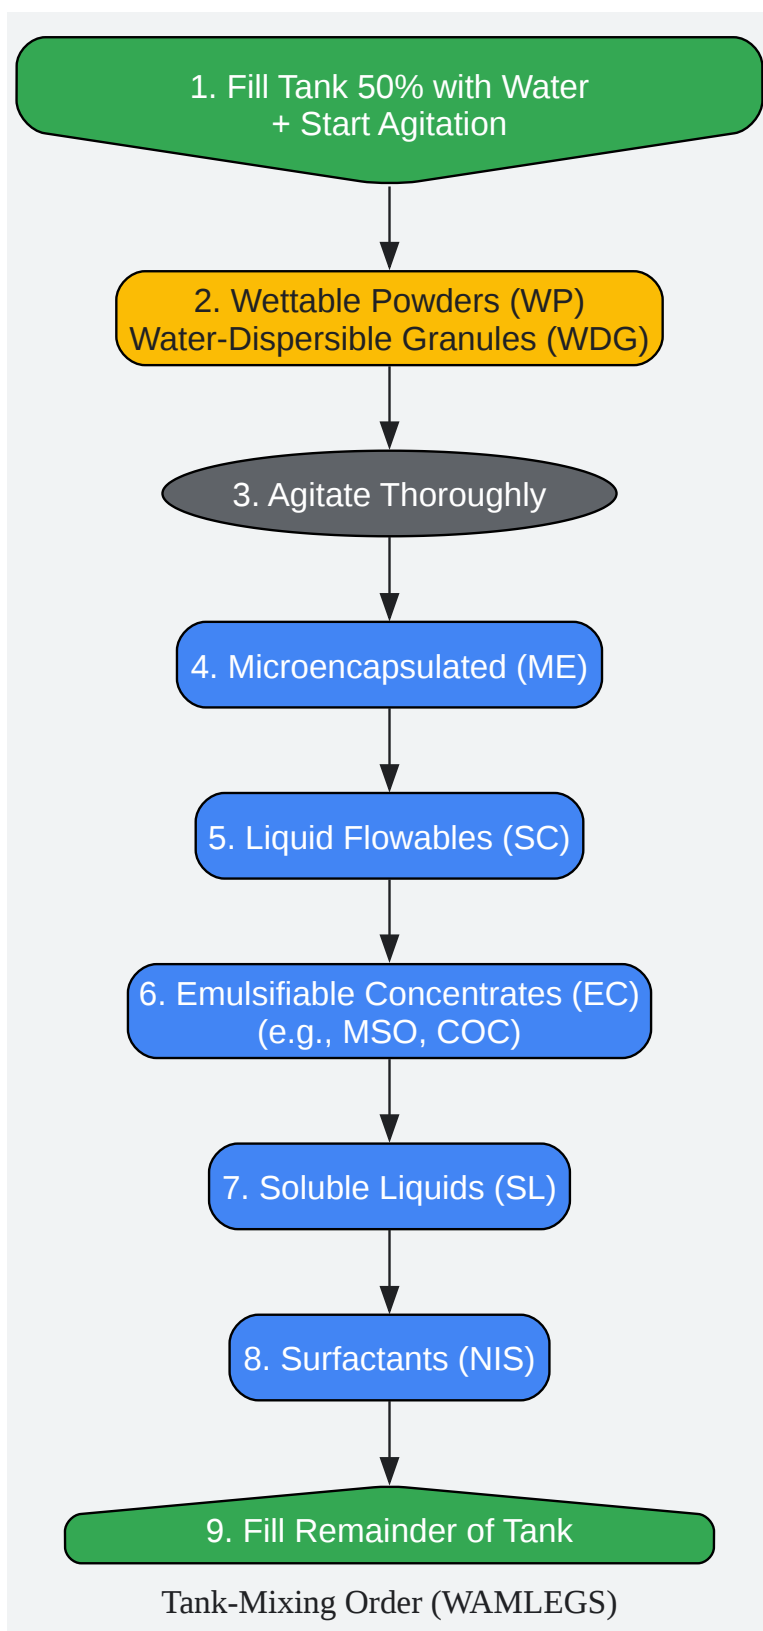 1. Fill Tank 50% with Water
+ Start Agitation
2. Wettable Powders (WP)
Water-Dispersible Granules (WDG)
3. Agitate Thoroughly
4. Microencapsulated (ME)
5. Liquid Flowables (SC)
6. Emulsifiable Concentrates (EC)
(e.g., MSO, COC)
7. Soluble Liquids (SL)
8. Surfactants (NIS)
9. Fill Remainder of Tank
Tank-Mixing Order (WAMLEGS)